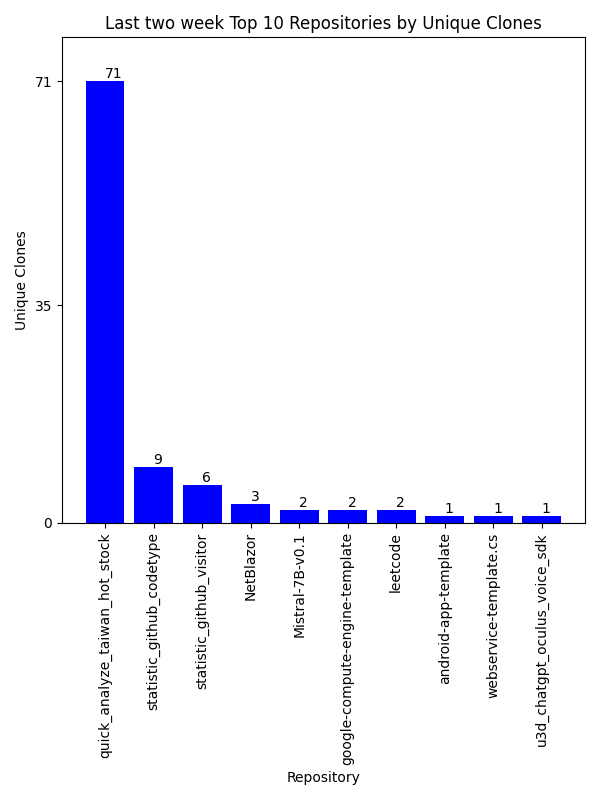 Last two week Top 10 Repositories by Unique Clones
71
35
0
Unique Clones
71
9
6
3
2
2
2
1
1
1
quick_analyze_taiwan_hot_stock
statistic_github_codetype
statistic_github_visitor
NetBlazor
Mistral-7B-v0.1
google-compute-engine-template
leetcode
android-app-template
webservice-template.cs
u3d_chatgpt_oculus_voice_sdk
Repository